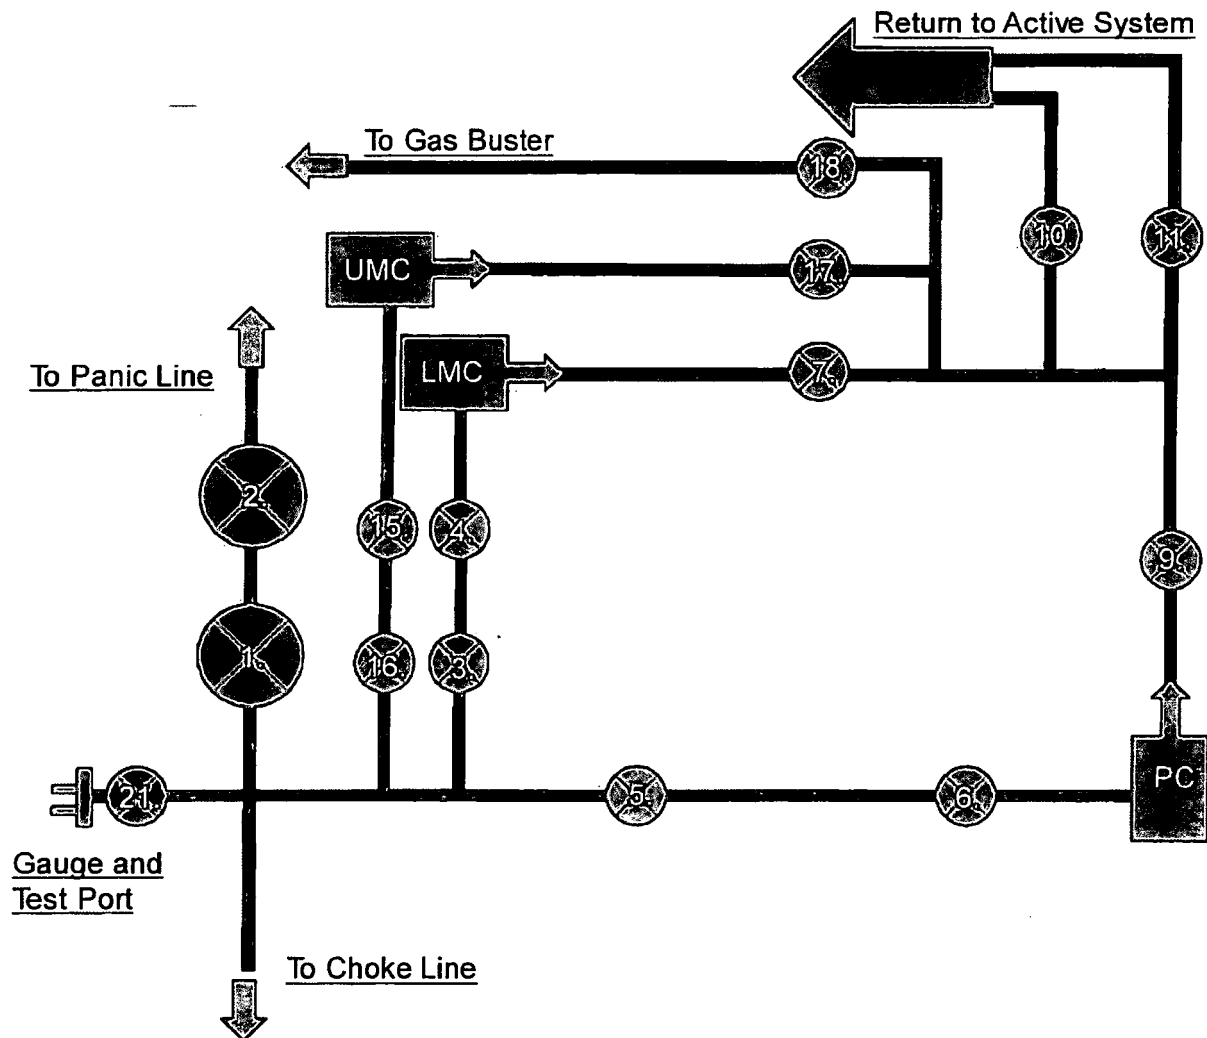 Return to Active System
To Gas Buster
18.
10.
11.
UMC
17.
LMC
7.
To Panic Line
2.
15.
4.
9.
1.
16.
3.
21.
5.
6.
PC
Gauge and
Test Port
To Choke Line